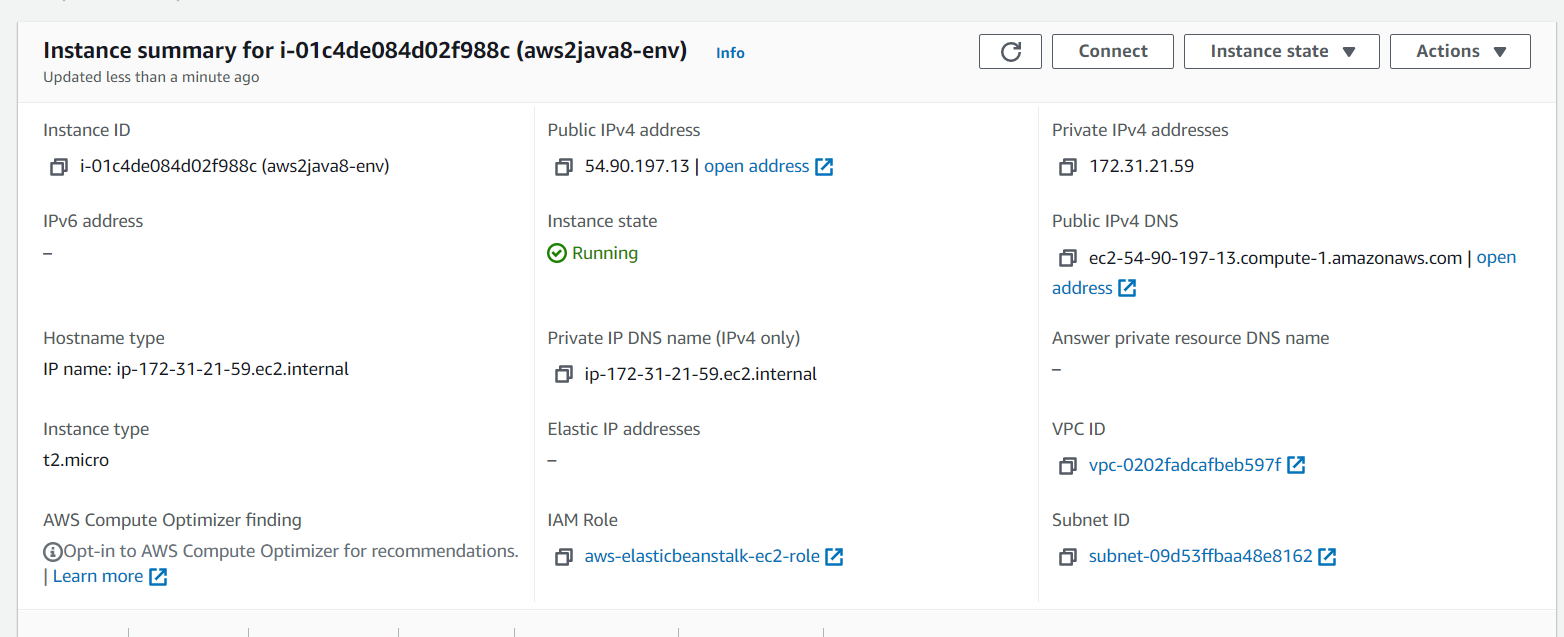 Instance summary for i-01c4de084d02f988c (aws2java8-env) Info
Updated less than a minute ago
Connect
Instance state
Actions
Instance ID
i-01c4de084d02f988c (aws2java8-env)
Public IPv4 address
54.90.197.13 | open address
Private IPv4 addresses
172.31.21.59
IPv6 address
–
Instance state
Running
Public IPv4 DNS
ec2-54-90-197-13.compute-1.amazonaws.com | open
address
Hostname type
IP name: ip-172-31-21-59.ec2.internal
Private IP DNS name (IPv4 only)
ip-172-31-21-59.ec2.internal
Answer private resource DNS name
–
Instance type
t2.micro
Elastic IP addresses
–
VPC ID
vpc-0202fadcafbeb597f
AWS Compute Optimizer finding
Opt-in to AWS Compute Optimizer for recommendations.
| Learn more
IAM Role
aws-elasticbeanstalk-ec2-role
Subnet ID
subnet-09d53ffbaa48e8162